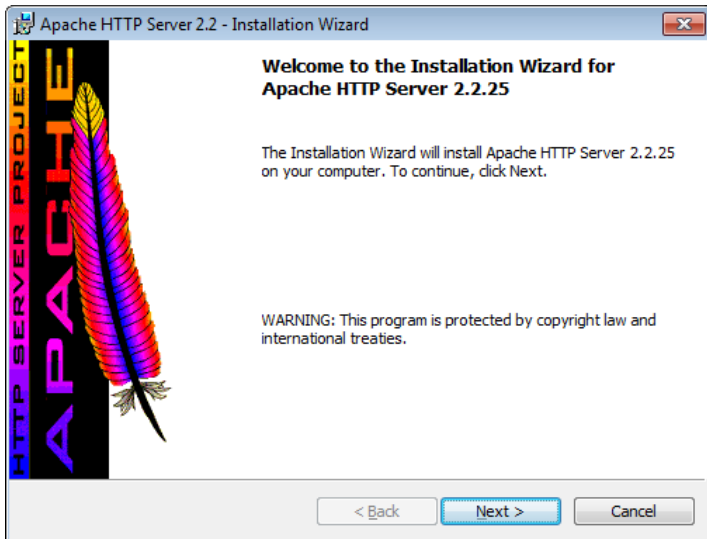 Apache HTTP Server 2.2 - Installation Wizard
HTTP SERVER PROJECT
APACHE
Welcome to the Installation Wizard for
Apache HTTP Server 2.2.25
The Installation Wizard will install Apache HTTP Server 2.2.25
on your computer. To continue, click Next.
WARNING: This program is protected by copyright law and
international treaties.
< Back
Next >
Cancel